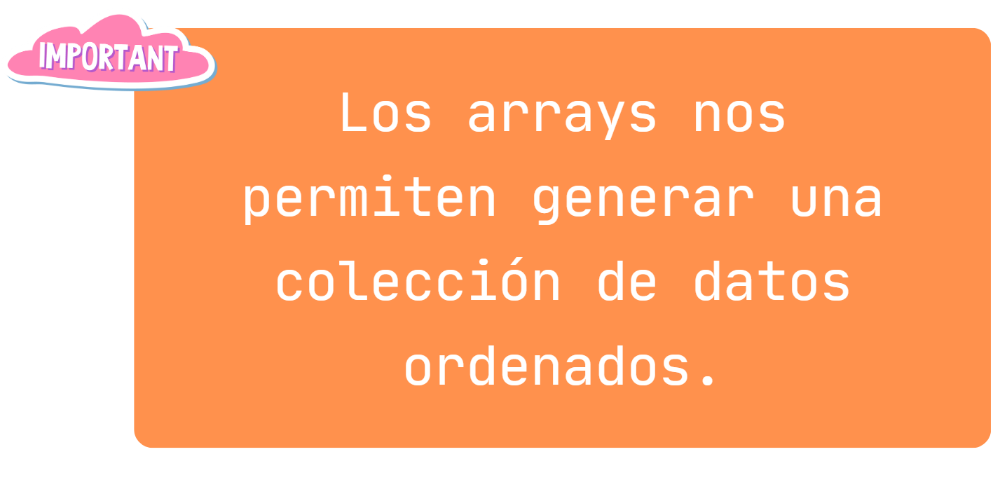 IMPORTANT
Los arrays nos
permiten generar una
colección de datos
ordenados.